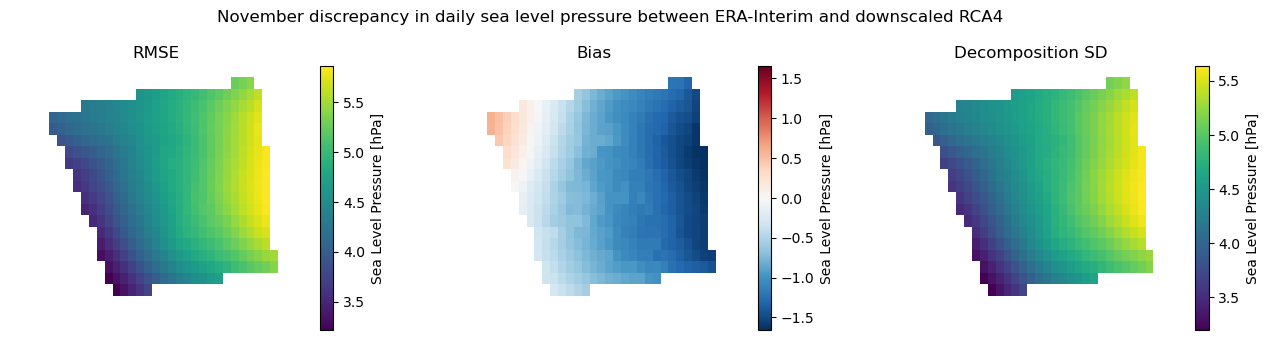 November discrepancy in daily sea level pressure between ERA-Interim and downscaled RCA4
RMSE
5.5
5.0
4.5
4.0
3.5
Sea Level Pressure [hPa]
Bias
1.5
1.0
0.5
0.0
−0.5
−1.0
−1.5
Sea Level Pressure [hPa]
Decomposition SD
5.5
5.0
4.5
4.0
3.5
Sea Level Pressure [hPa]